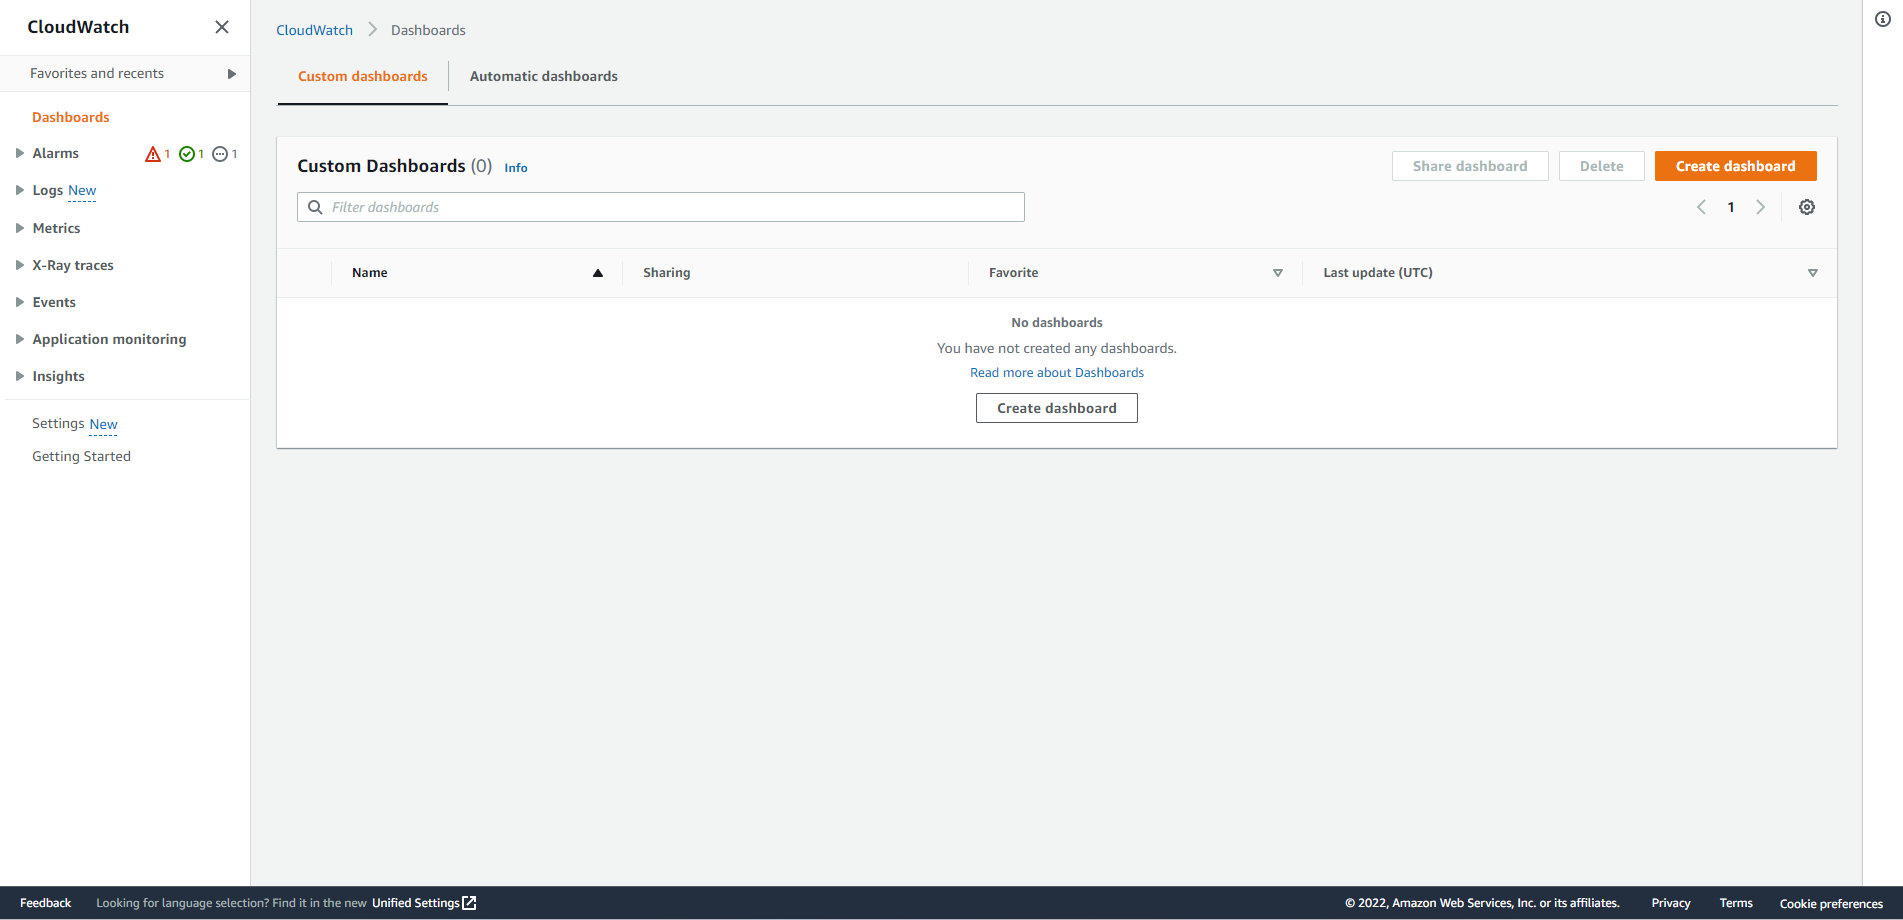 CloudWatch
Favorites and recents
Dashboards
Alarms 1 1 1
Logs New
Metrics
X-Ray traces
Events
Application monitoring
Insights
Settings New
Getting Started
CloudWatch Dashboards
Custom dashboards Automatic dashboards
Custom Dashboards (0) Info
Share dashboard Delete Create dashboard
Filter dashboards
1
Name Sharing Favorite Last update (UTC)
No dashboards
You have not created any dashboards.
Read more about Dashboards
Create dashboard
Feedback Looking for language selection? Find it in the new Unified Settings © 2022, Amazon Web Services, Inc. or its affiliates. Privacy Terms Cookie preferences